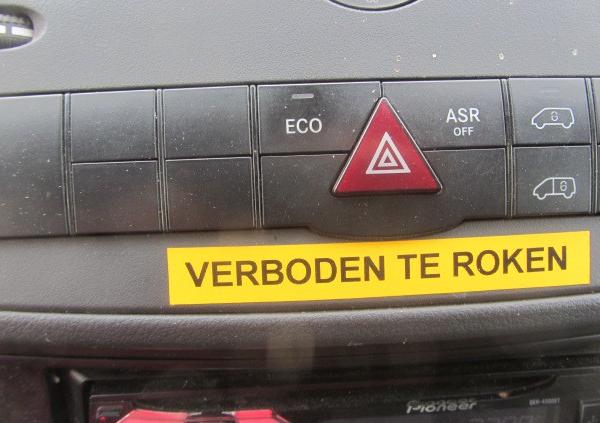 ECO
ASR
OFF
VERBODEN TE ROKEN
Pioneer